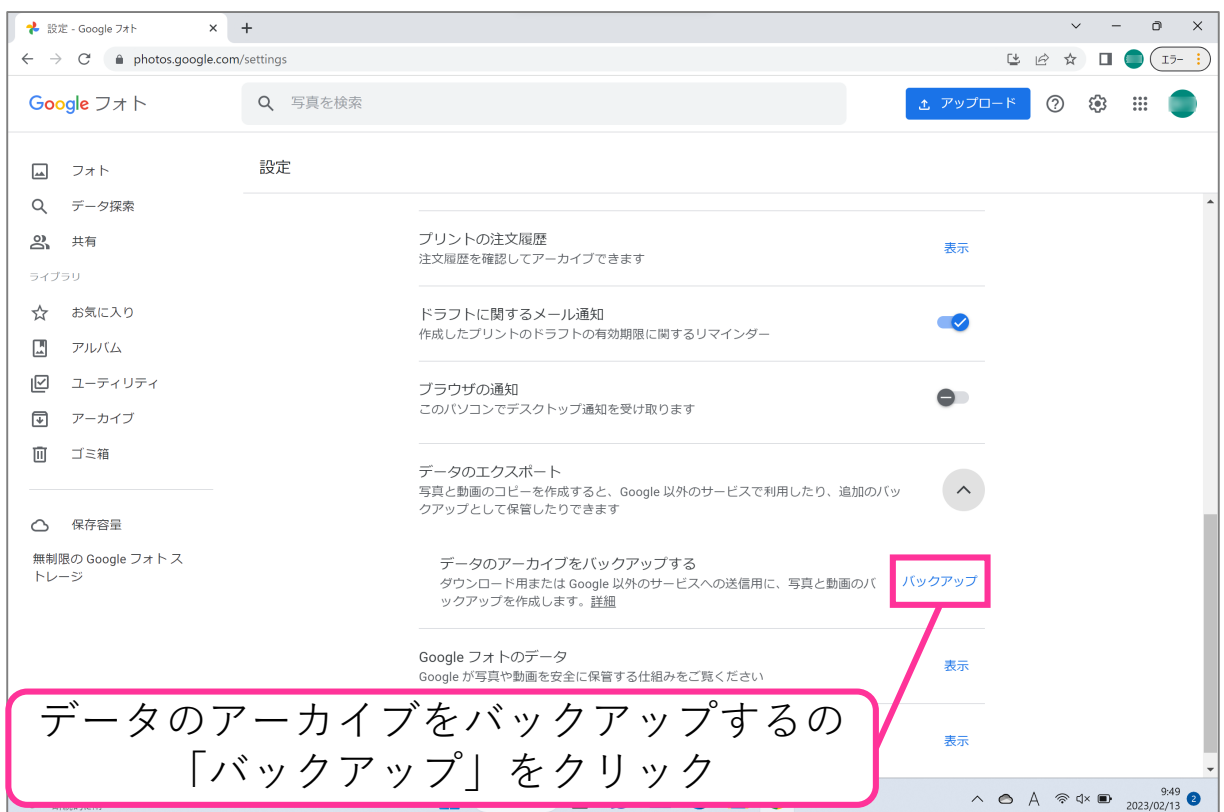 設定 - Google フォト
photos.google.com/settings
エラー
Google フォト
写真を検索
アップロード
フォト
データ探索
共有
ライブラリ
お気に入り
アルバム
ユーティリティ
アーカイブ
ゴミ箱
保存容量
無制限の Google フォト ス
トレージ
設定
プリントの注文履歴
注文履歴を確認してアーカイブできます
表示
ドラフトに関するメール通知
作成したプリントのドラフトの有効期限に関するリマインダー
ブラウザの通知
このパソコンでデスクトップ通知を受け取ります
データのエクスポート
写真と動画のコピーを作成すると、Google 以外のサービスで利用したり、追加のバッ
クアップとして保管したりできます
データのアーカイブをバックアップする
ダウンロード用または Google 以外のサービスへの送信用に、写真と動画のバ
ックアップを作成します。詳細
バックアップ
Google フォトのデータ
Google が写真や動画を安全に保管する仕組みをご覧ください
表示
表示
データのアーカイブをバックアップするの
「バックアップ」をクリック
A
9:49
2023/02/13
2